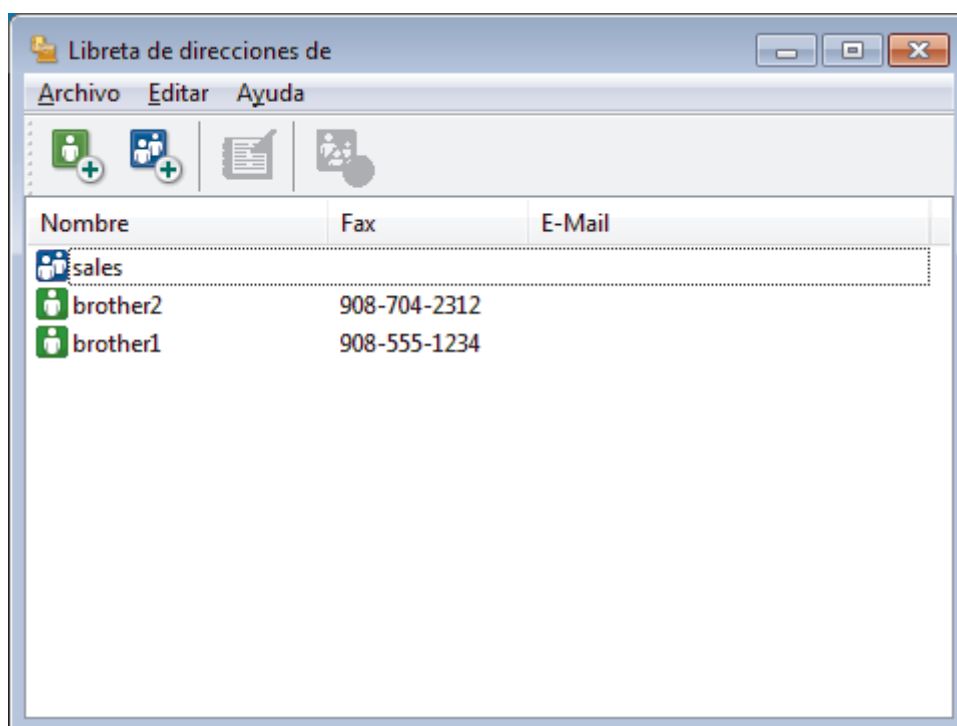 Libreta de direcciones de
Archivo Editar Ayuda
Nombre Fax E-Mail
sales
brother2 908-704-2312
brother1 908-555-1234